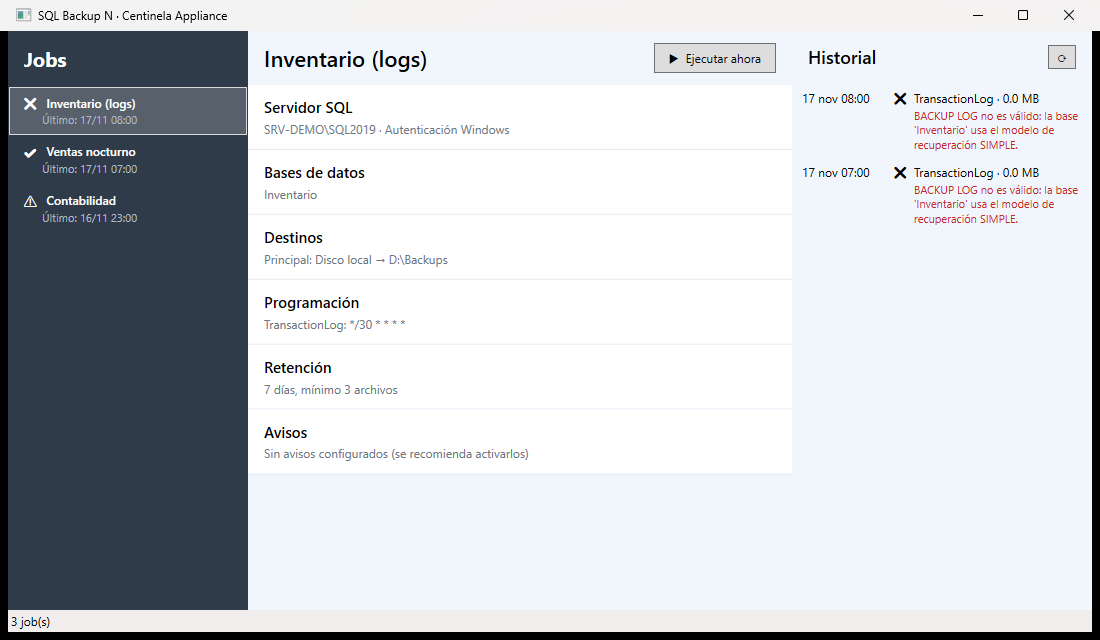 SQL Backup N · Centinela Appliance
Jobs
Inventario (logs)
Último: 17/11 08:00
Ventas nocturno
Último: 17/11 07:00
Contabilidad
Último: 16/11 23:00
Inventario (logs)
Ejecutar ahora
Servidor SQL
SRV-DEMO\SQL2019 · Autenticación Windows
Bases de datos
Inventario
Destinos
Principal: Disco local → D:\Backups
Programación
TransactionLog: */30 * * * *
Retención
7 días, mínimo 3 archivos
Avisos
Sin avisos configurados (se recomienda activarlos)
Historial
17 nov 08:00
TransactionLog · 0.0 MB
BACKUP LOG no es válido: la base
'Inventario' usa el modelo de
recuperación SIMPLE.
17 nov 07:00
TransactionLog · 0.0 MB
BACKUP LOG no es válido: la base
'Inventario' usa el modelo de
recuperación SIMPLE.
3 job(s)